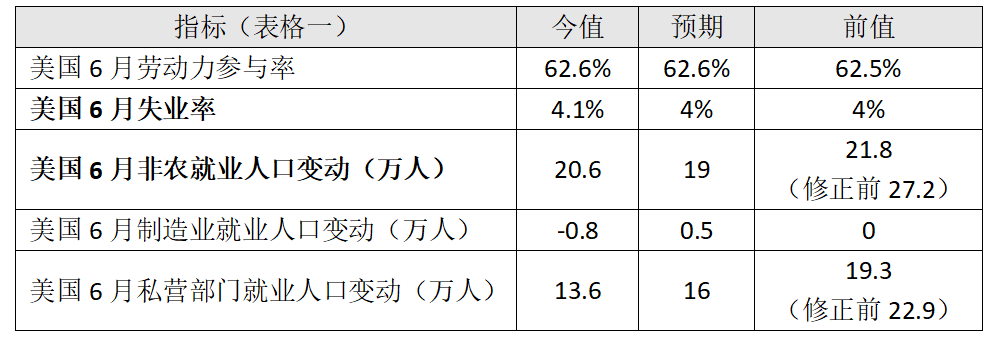 指标（表格一） 今值 预期 前值
美国 6 月劳动力参与率 62.6% 62.6% 62.5%
美国 6 月失业率 4.1% 4% 4%
美国 6 月非农就业人口变动（万人） 20.6 19 21.8
（修正前 27.2）
美国 6 月制造业就业人口变动（万人） -0.8 0.5 0
美国 6 月私营部门就业人口变动（万人） 13.6 16 19.3
（修正前 22.9）